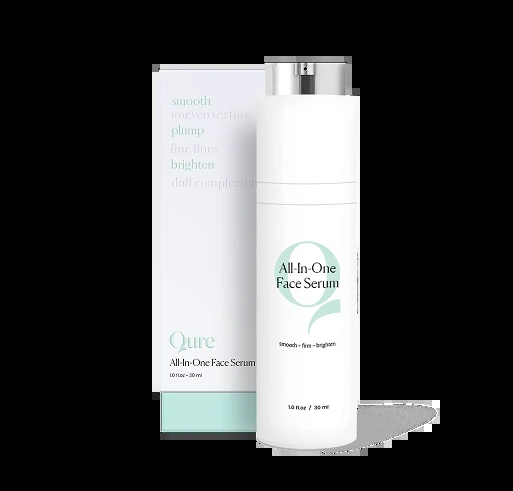 smooth
uneven texture
plump
fine lines
brighten
dull complexion
Qure
All-In-One Face Serum
1.0 fl.oz - 30 ml
Q
All-In-One
Face Serum
smooth - firm - brighten
1.0 fl.oz / 30 ml